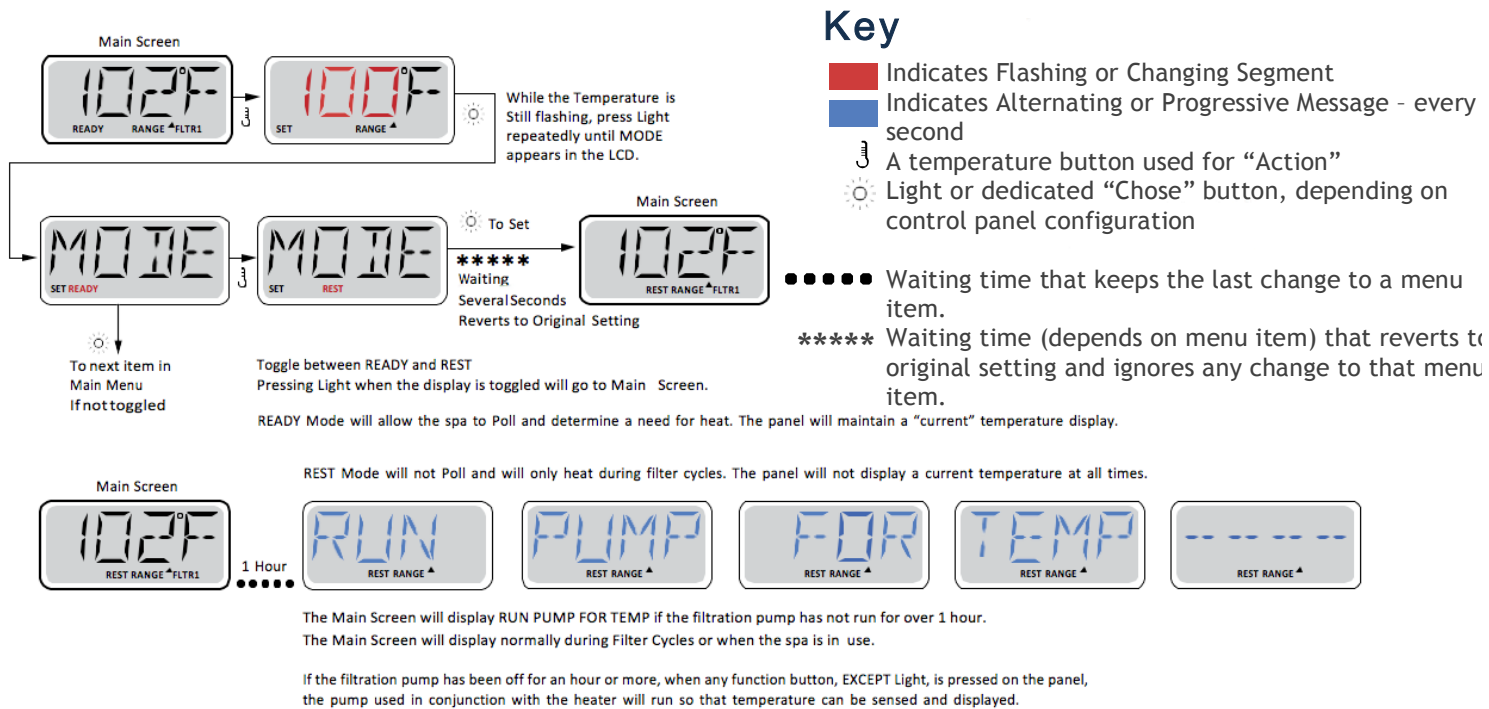 Key
Main Screen
102°F
READY RANGE FLTR1
100°F
SET RANGE
While the Temperature is
Still flashing, press Light
repeatedly until MODE
appears in the LCD.
Indicates Flashing or Changing Segment
Indicates Alternating or Progressive Message – every
second
A temperature button used for “Action”
Light or dedicated “Chose” button, depending on
control panel configuration
Waiting time that keeps the last change to a menu
item.
***** Waiting time (depends on menu item) that reverts to
original setting and ignores any change to that menu
item.
MODE
SET READY
MODE
SET REST
To Set
*****
Waiting
Several Seconds
Reverts to Original Setting
Main Screen
102°F
REST RANGE FLTR1
To next item in
Main Menu
If not toggled
Toggle between READY and REST
Pressing Light when the display is toggled will go to Main Screen.
READY Mode will allow the spa to Poll and determine a need for heat. The panel will maintain a “current” temperature display.
REST Mode will not Poll and will only heat during filter cycles. The panel will not display a current temperature at all times.
Main Screen
102°F
REST RANGE FLTR1
1 Hour
RUN
REST RANGE
PUMP
REST RANGE
FOR
REST RANGE
TEMP
REST RANGE
-- -- -- --
REST RANGE
The Main Screen will display RUN PUMP FOR TEMP if the filtration pump has not run for over 1 hour.
The Main Screen will display normally during Filter Cycles or when the spa is in use.
If the filtration pump has been off for an hour or more, when any function button, EXCEPT Light, is pressed on the panel,
the pump used in conjunction with the heater will run so that temperature can be sensed and displayed.